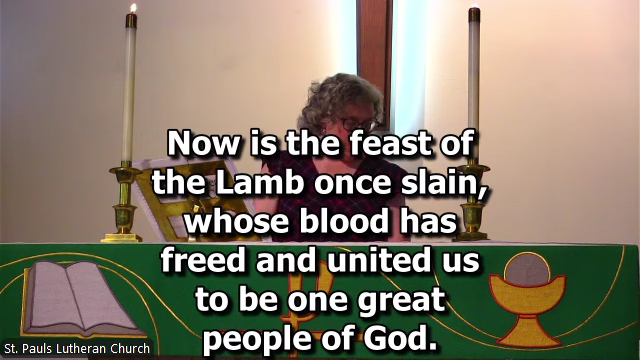 Now is the feast of
the Lamb once slain,
whose blood has
freed and united us
to be one great
people of God.
St. Pauls Lutheran Church